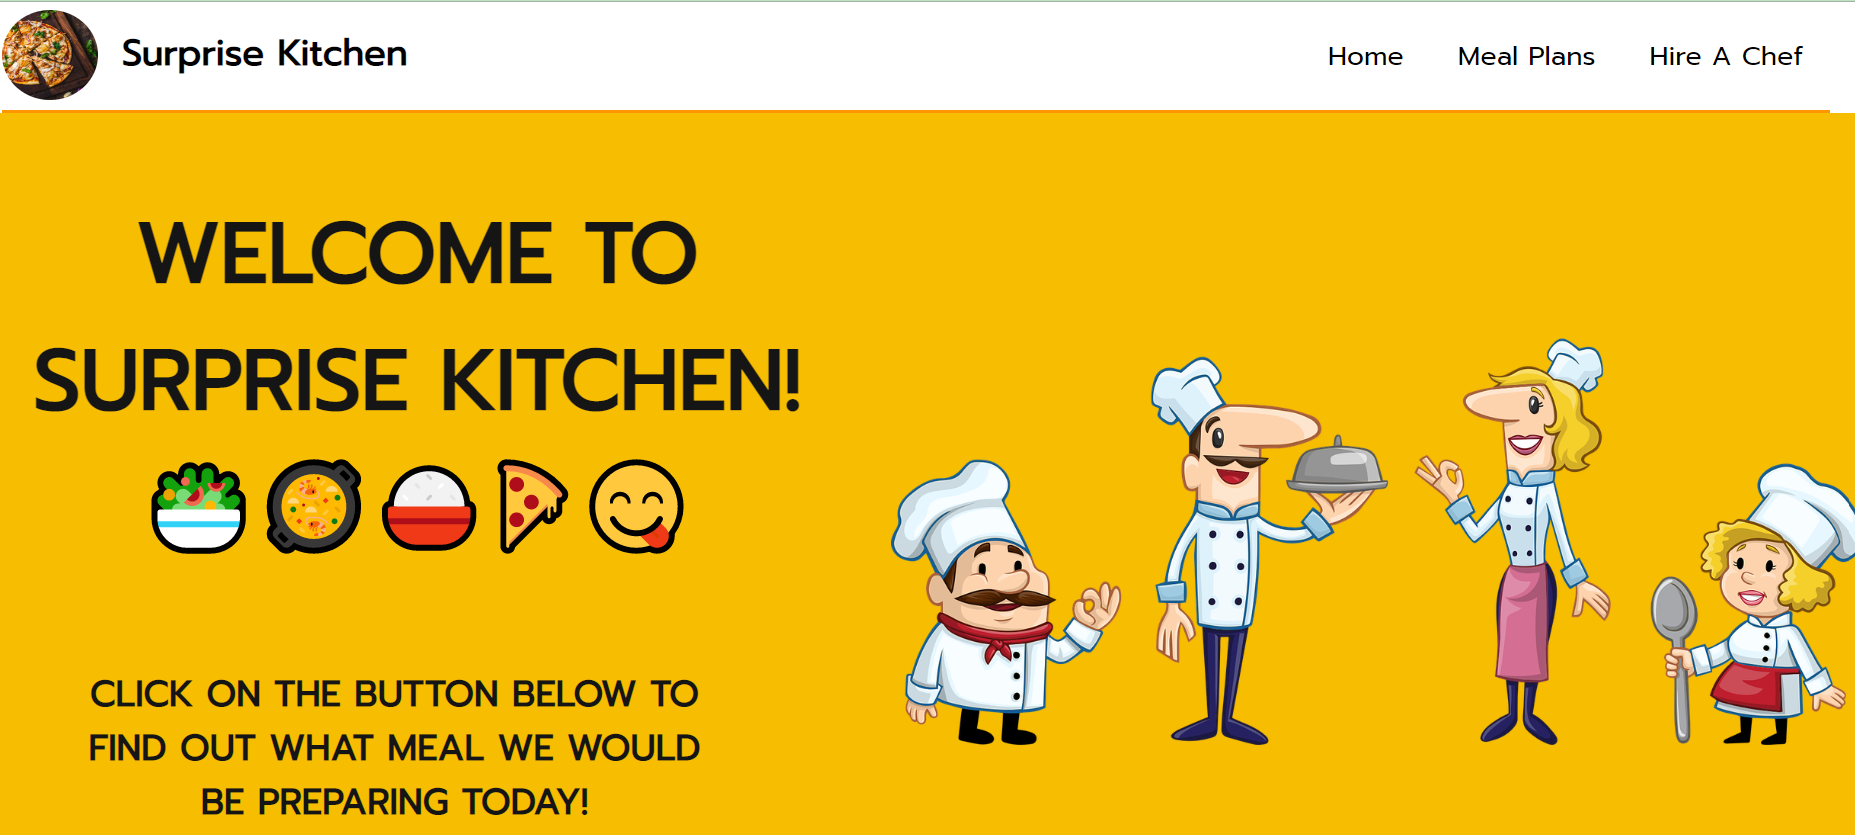 Surprise Kitchen
Home
Meal Plans
Hire A Chef
WELCOME TO
SURPRISE KITCHEN!
CLICK ON THE BUTTON BELOW TO
FIND OUT WHAT MEAL WE WOULD
BE PREPARING TODAY!